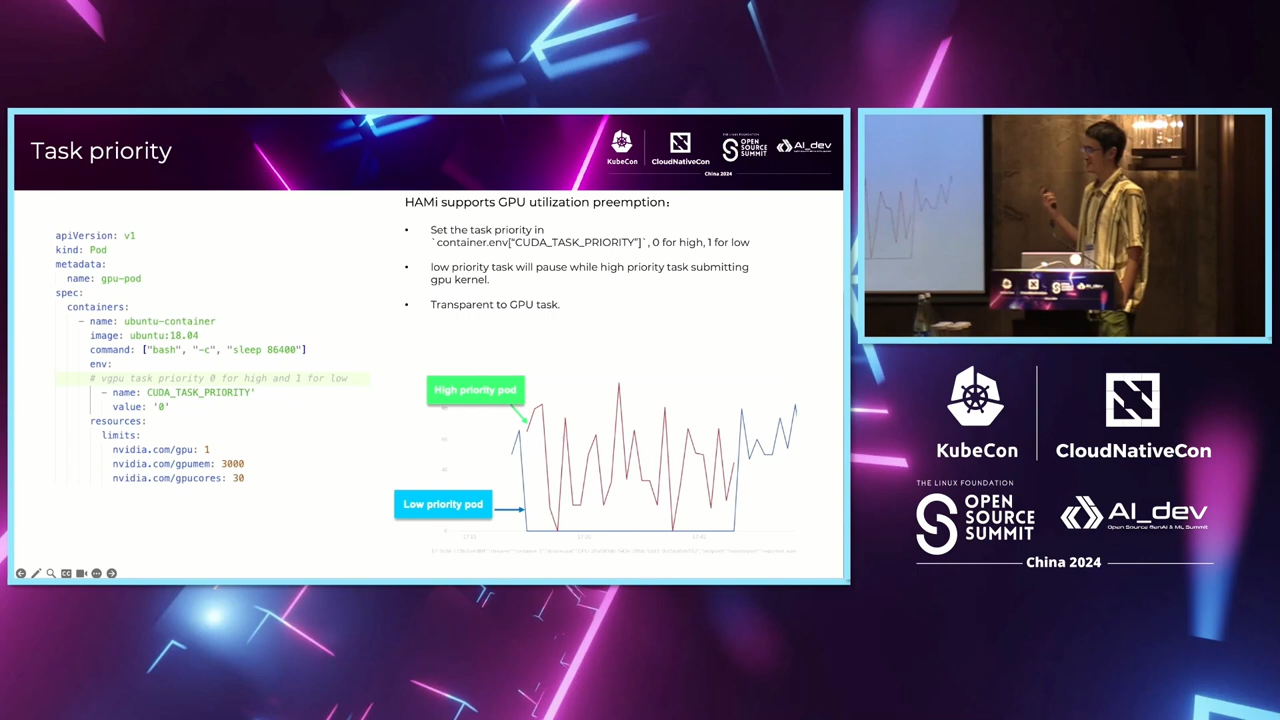 Task priority
KubeCon
CloudNativeCon
THE LINUX FOUNDATION
OPEN
SOURCE
SUMMIT
AI_dev
China 2024
apiVersion: v1
kind: Pod
metadata:
name: gpu-pod
spec:
containers:
- name: ubuntu-container
image: ubuntu:18.04
command: ["bash", "-c", "sleep 86400"]
env:
# vgpu task priority 0 for high and 1 for low
- name: CUDA_TASK_PRIORITY'
value: '0'
resources:
limits:
nvidia.com/gpu: 1
nvidia.com/gpumem: 3000
nvidia.com/gpucores: 30
HAMi supports GPU utilization preemption：
• Set the task priority in
`container.env[“CUDA_TASK_PRIORITY”]`, 0 for high, 1 for low
• low priority task will pause while high priority task submitting
gpu kernel.
• Transparent to GPU task.
High priority pod
Low priority pod
KubeCon
CloudNativeCon
THE LINUX FOUNDATION
OPEN
SOURCE
SUMMIT
AI_dev
Open Source GenAI & ML Summit
China 2024